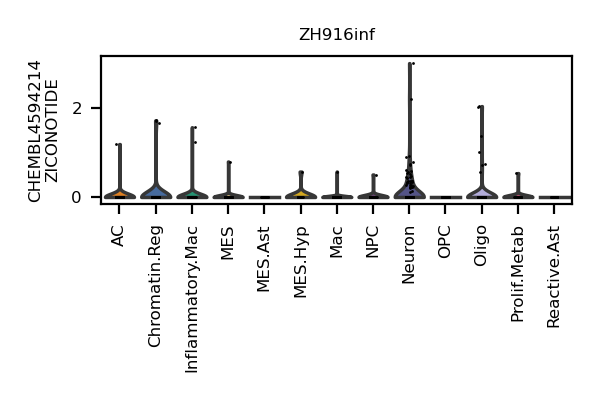 ZH916inf
CHEMBL4594214
ZICONOTIDE
2
0
AC
Chromatin.Reg
Inflammatory.Mac
MES
MES.Ast
MES.Hyp
Mac
NPC
Neuron
OPC
Oligo
Prolif.Metab
Reactive.Ast